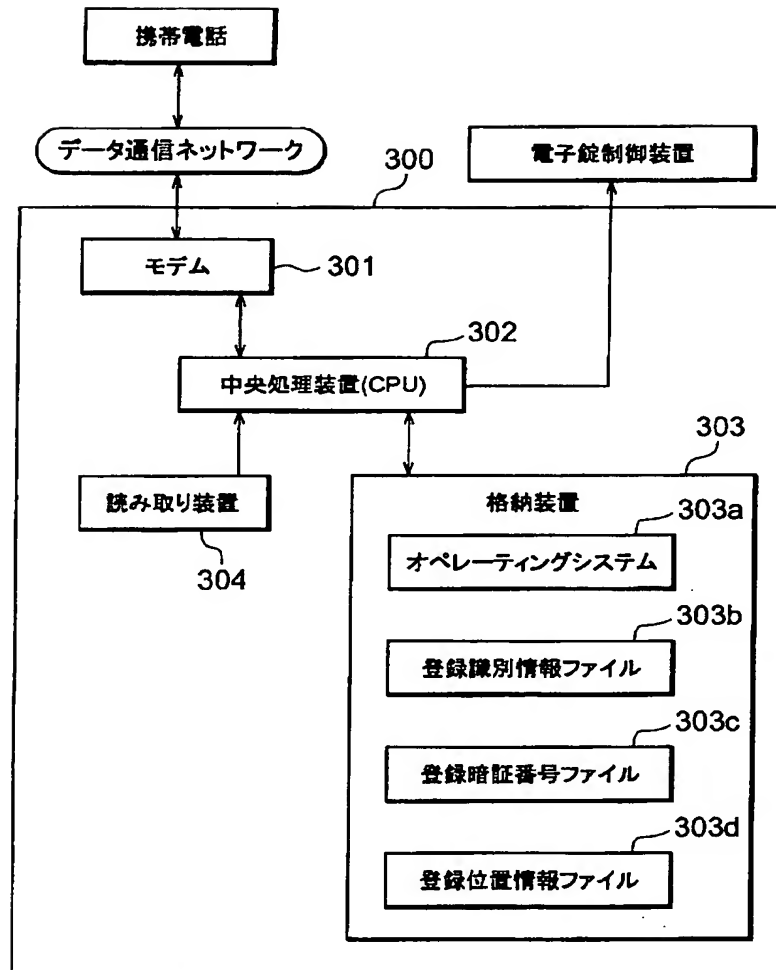 携帯電話
データ通信ネットワーク
300
電子錠制御装置
モデム
301
302
中央処理装置(CPU)
303
読み取り装置
304
格納装置
303a
オペレーティングシステム
303b
登録識別情報ファイル
303c
登録暗証番号ファイル
303d
登録位置情報ファイル